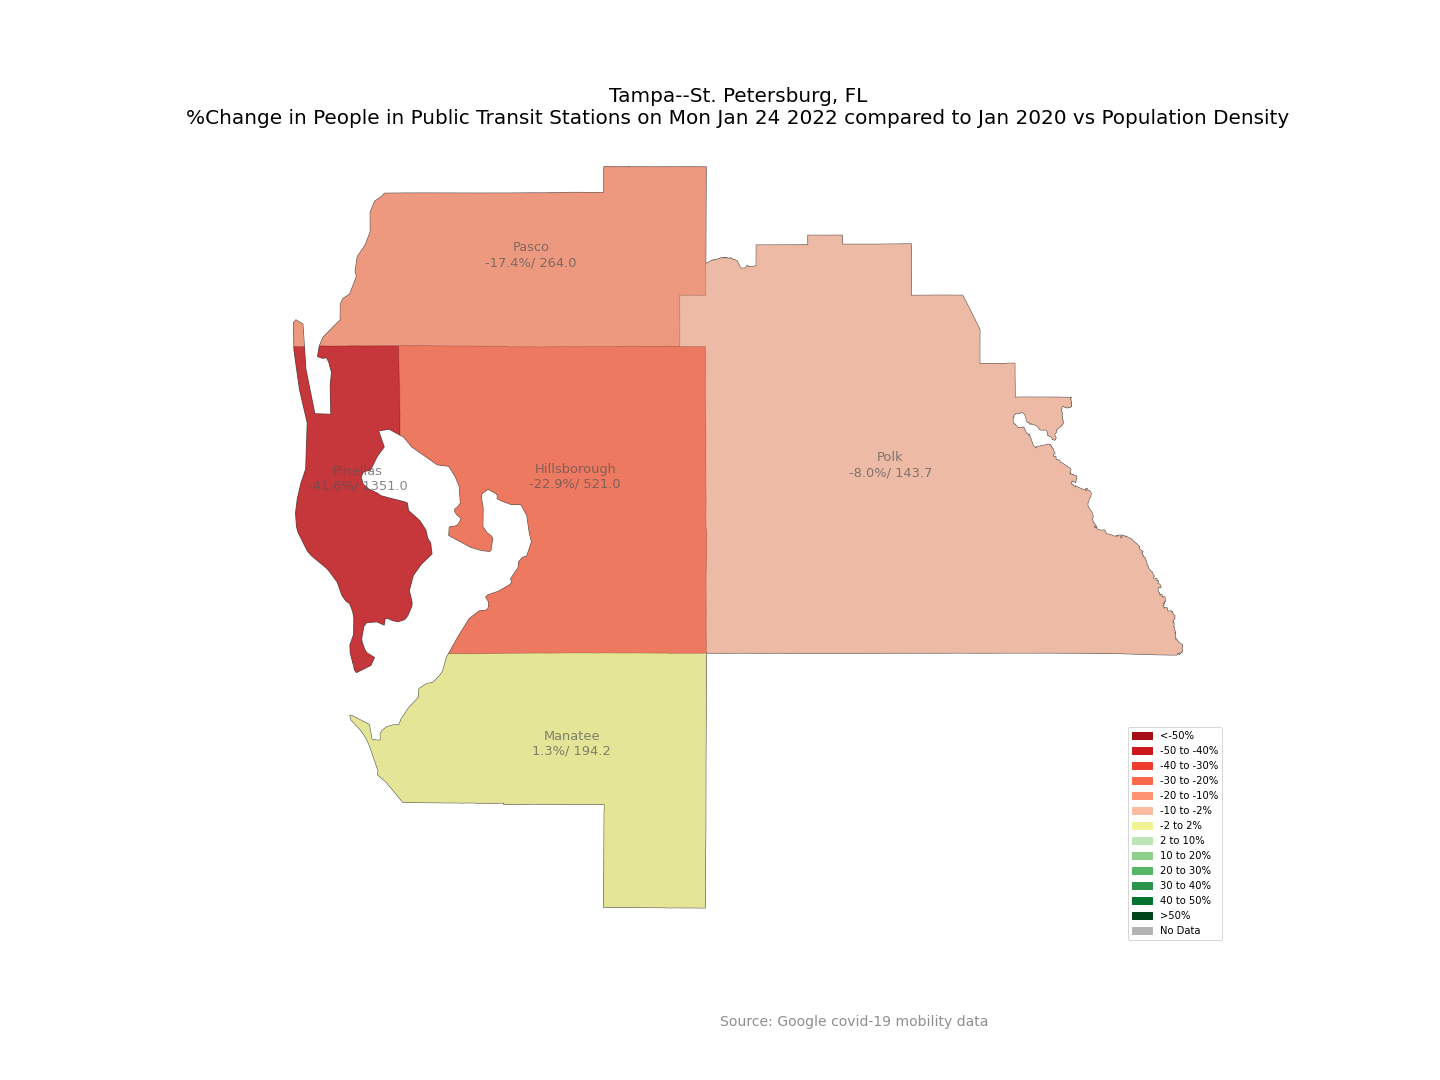 Tampa--St. Petersburg, FL
%Change in People in Public Transit Stations on Mon Jan 24 2022 compared to Jan 2020 vs Population Density
Pasco
-17.4%/ 264.0
Polk
-8.0%/ 143.7
Pinellas
-41.6%/ 1351.0
Hillsborough
-22.9%/ 521.0
Manatee
1.3%/ 194.2
<-50%
-50 to -40%
-40 to -30%
-30 to -20%
-20 to -10%
-10 to -2%
-2 to 2%
2 to 10%
10 to 20%
20 to 30%
30 to 40%
40 to 50%
>50%
No Data
Source: Google covid-19 mobility data